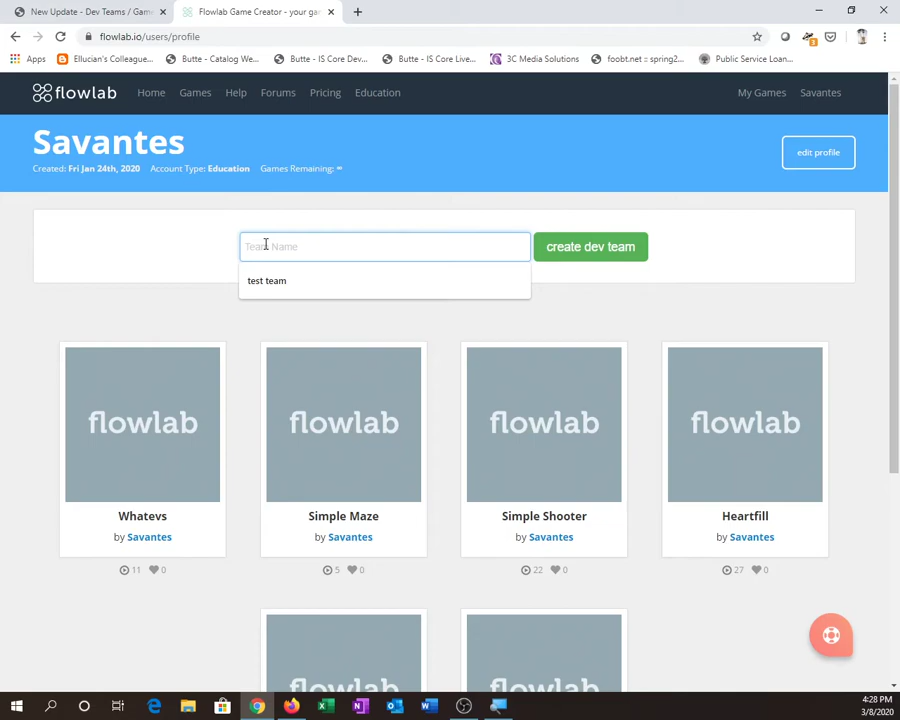 New Update - Dev Teams / Game
Flowlab Game Creator - your gam
flowlab.io/users/profile
Apps
Ellucian's Colleague...
Butte - Catalog We...
Butte - IS Core Dev...
Butte - IS Core Live...
3C Media Solutions
foobt.net :: spring2...
Public Service Loan...
3
flowlab
Home
Games
Help
Forums
Pricing
Education
My Games
Savantes
Savantes
edit profile
Created: Fri Jan 24th, 2020 Account Type: Education Games Remaining: ∞
Team Name
create dev team
test team
flowlab
flowlab
flowlab
flowlab
Whatevs
Simple Maze
Simple Shooter
Heartfill
by Savantes
by Savantes
by Savantes
by Savantes
11 0
5 0
22 0
27 0
flowlab
flowlab
4:28 PM
3/8/2020